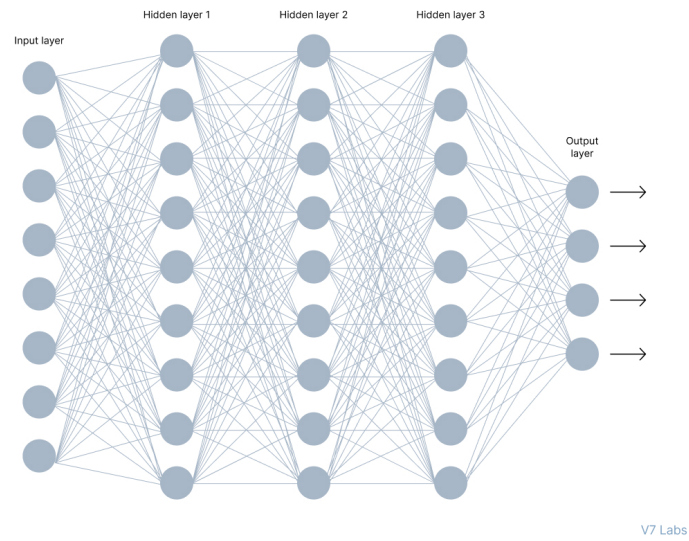 Hidden layer 1
Hidden layer 2
Hidden layer 3
Input layer
Output
layer
V7 Labs